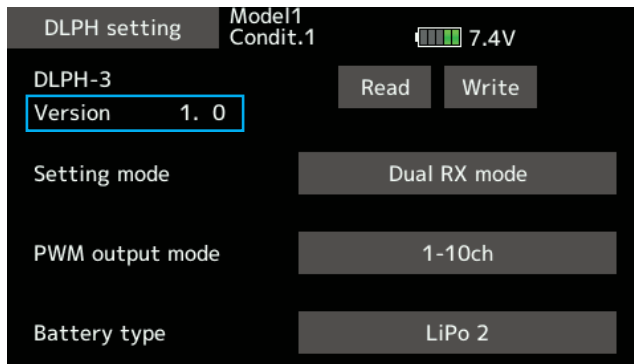 DLPH setting
Model1
Condit.1
7.4V
DLPH-3
Read
Write
Version 1. 0
Setting mode
Dual RX mode
PWM output mode
1-10ch
Battery type
LiPo 2